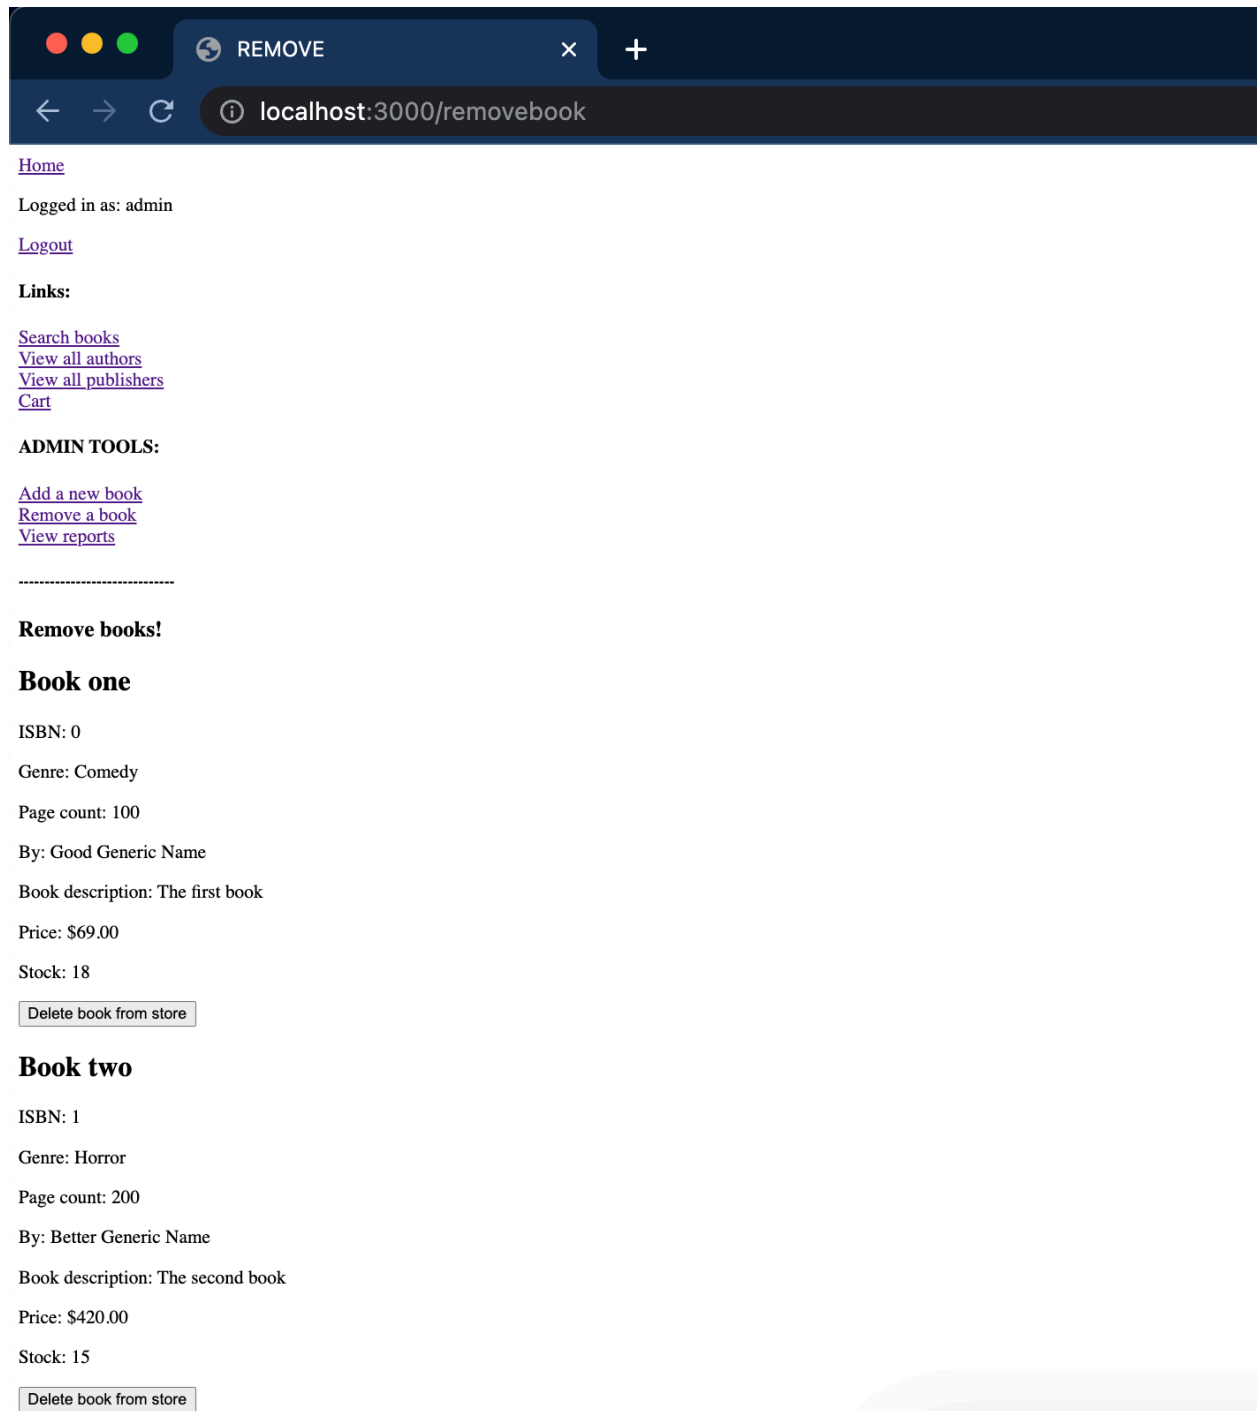 REMOVE
localhost:3000/removebook
Home
Logged in as: admin
Logout
Links:
Search books
View all authors
View all publishers
Cart
ADMIN TOOLS:
Add a new book
Remove a book
View reports
------------------------------
Remove books!
Book one
ISBN: 0
Genre: Comedy
Page count: 100
By: Good Generic Name
Book description: The first book
Price: $69.00
Stock: 18
Delete book from store
Book two
ISBN: 1
Genre: Horror
Page count: 200
By: Better Generic Name
Book description: The second book
Price: $420.00
Stock: 15
Delete book from store